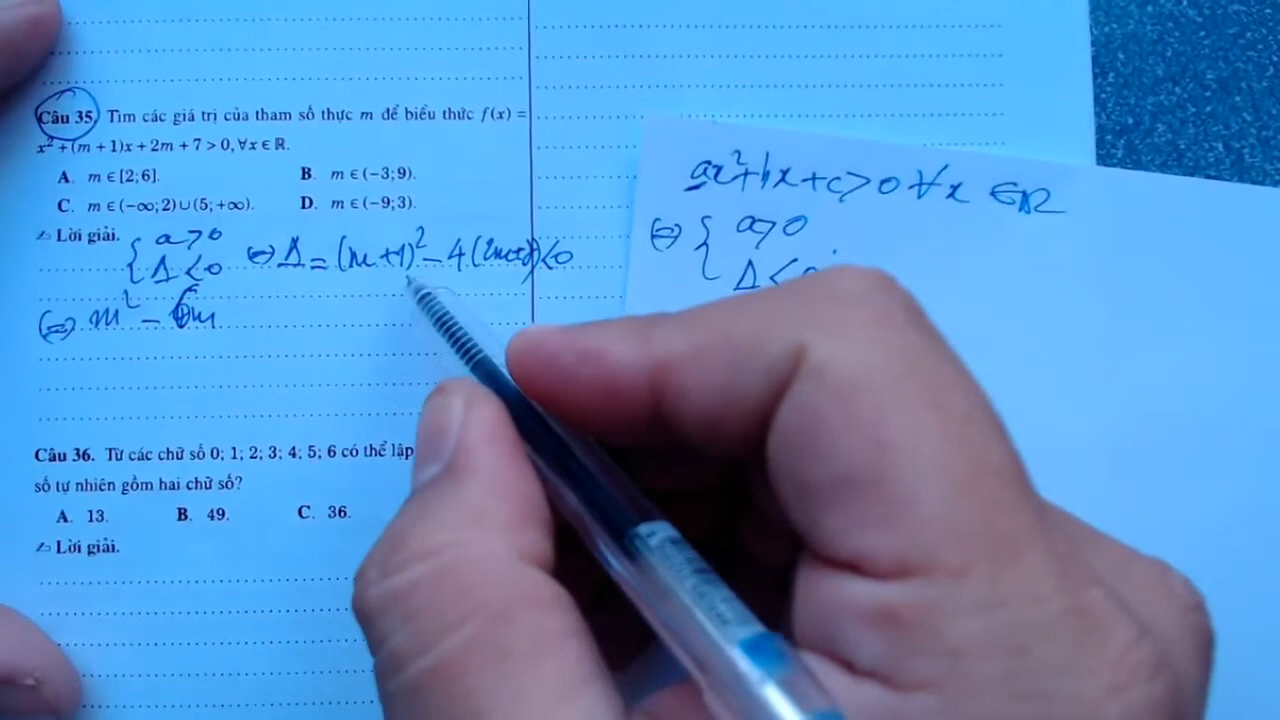 Câu 35. Tìm các giá trị của tham số thực m để biểu thức f(x) =
x² + (m + 1)x + 2m + 7 > 0, ∀x ∈ ℝ.
A. m ∈ [2; 6]. B. m ∈ (−3; 9).
C. m ∈ (−∞; 2) ∪ (5; +∞). D. m ∈ (−9; 3).
Lời giải.
{ a > 0
Δ < 0 ⇔ Δ = (m + 1)² − 4(2m+7) < 0
⇔ m² − 6m
Câu 36. Từ các chữ số 0; 1; 2; 3; 4; 5; 6 có thể lập
số tự nhiên gồm hai chữ số?
A. 13. B. 49. C. 36.
Lời giải.
ax² + bx + c > 0 ∀x ∈ R
⇔ { a > 0
Δ <